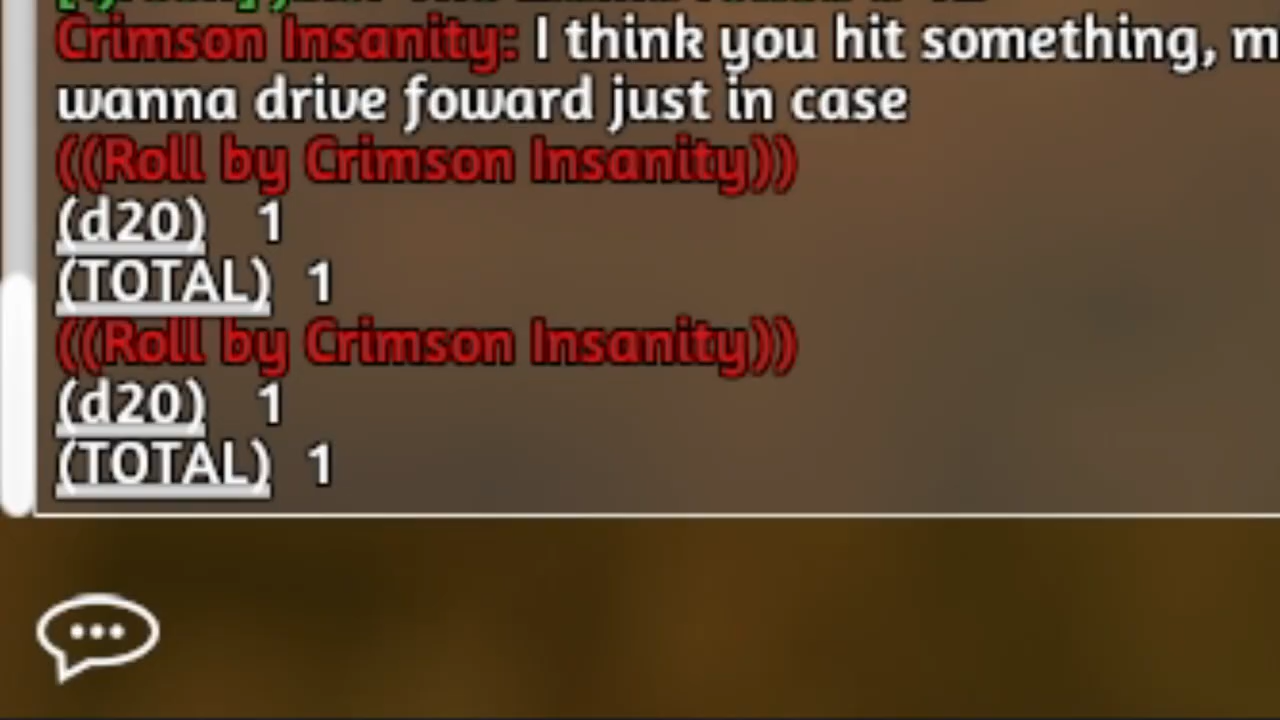 Crimson Insanity: I think you hit something,
wanna drive foward just in case
((Roll by Crimson Insanity))
(d20) 1
(TOTAL) 1
((Roll by Crimson Insanity))
(d20) 1
(TOTAL) 1